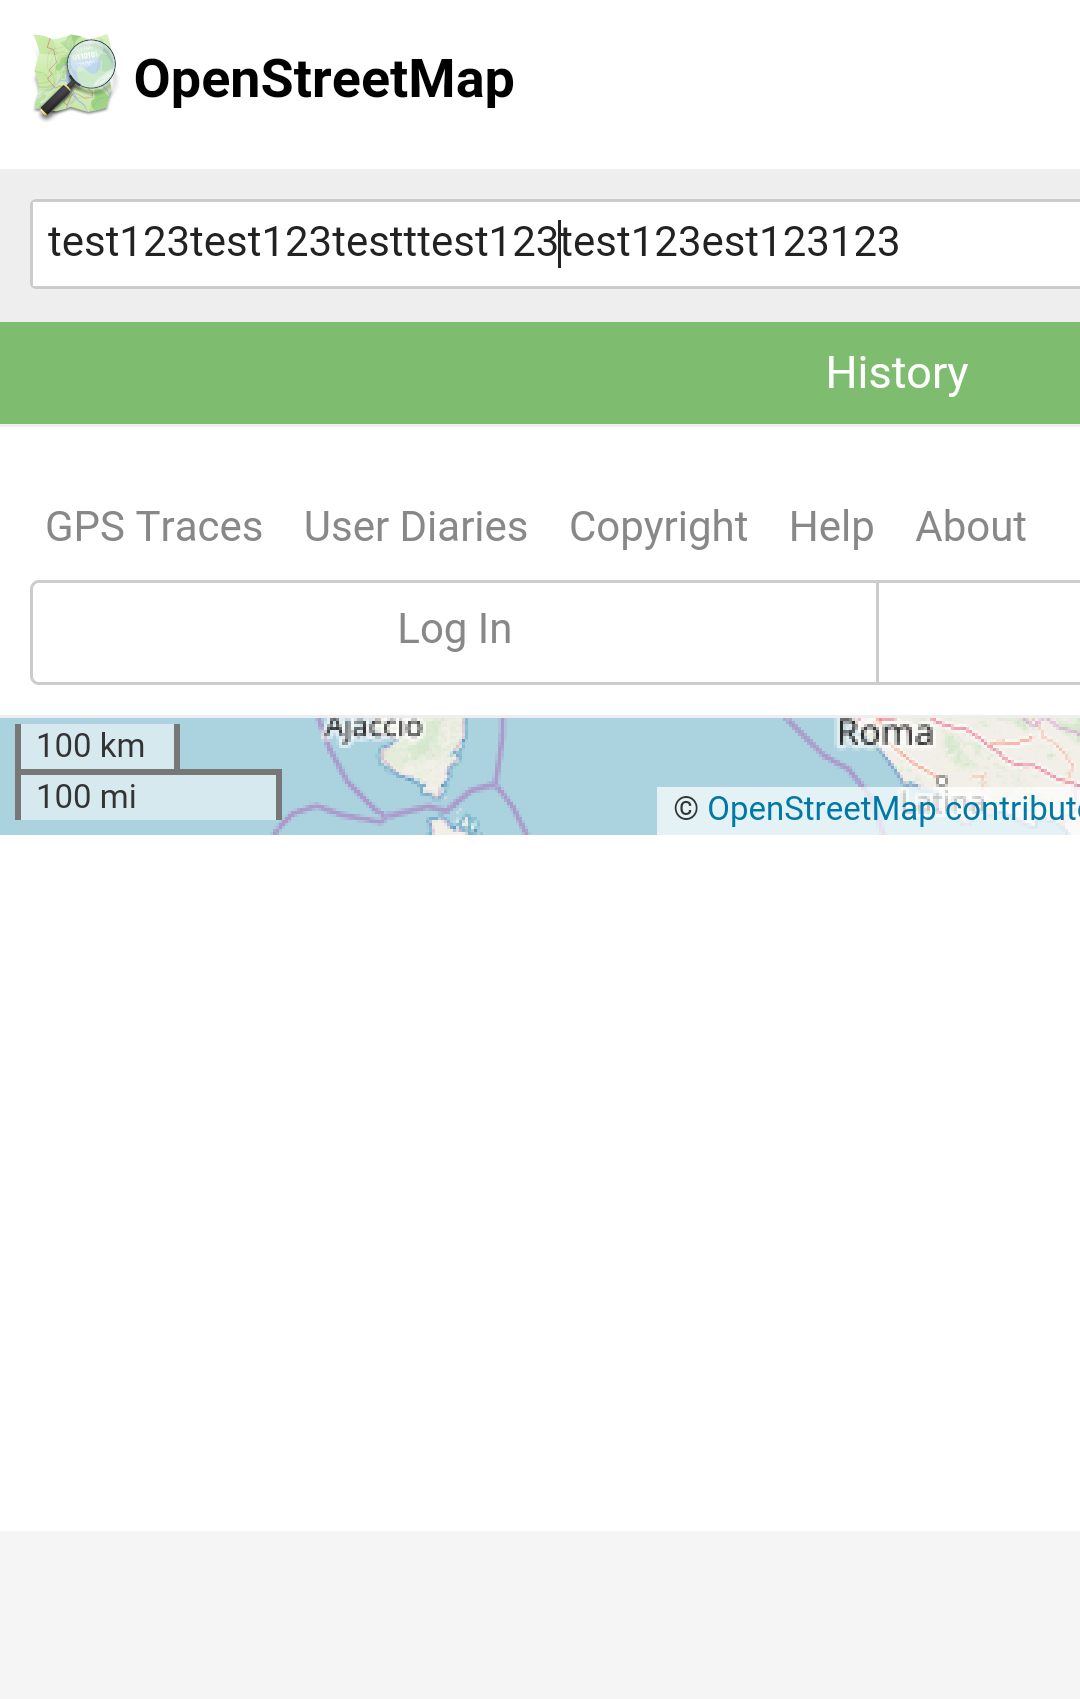 OpenStreetMap
test123test123testttest123test123est123123
History
GPS Traces User Diaries Copyright Help About
Log In
Ajaccio
Roma
100 km
100 mi
Latina
© OpenStreetMap